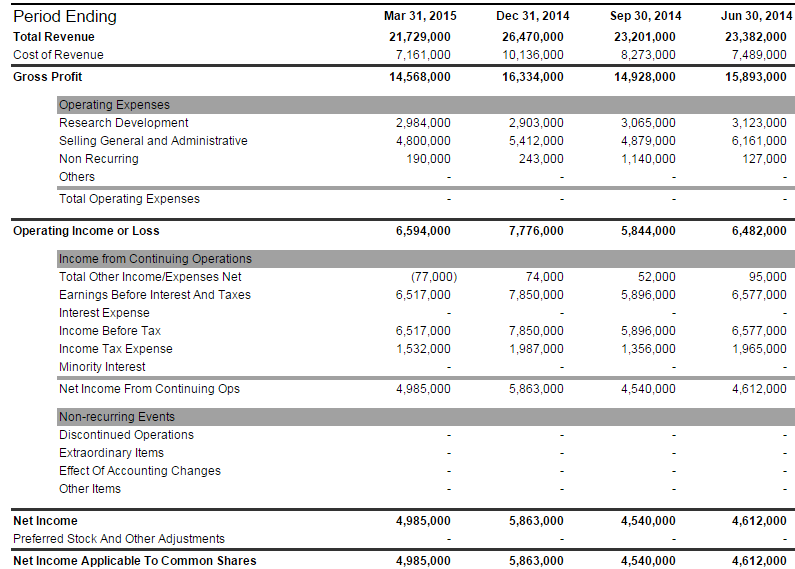 Period Ending Mar 31, 2015 Dec 31, 2014 Sep 30, 2014 Jun 30, 2014
Total Revenue 21,729,000 26,470,000 23,201,000 23,382,000
Cost of Revenue 7,161,000 10,136,000 8,273,000 7,489,000
Gross Profit 14,568,000 16,334,000 14,928,000 15,893,000
Operating Expenses
Research Development 2,984,000 2,903,000 3,065,000 3,123,000
Selling General and Administrative 4,800,000 5,412,000 4,879,000 6,161,000
Non Recurring 190,000 243,000 1,140,000 127,000
Others - - - -
Total Operating Expenses - - - -
Operating Income or Loss 6,594,000 7,776,000 5,844,000 6,482,000
Income from Continuing Operations
Total Other Income/Expenses Net (77,000) 74,000 52,000 95,000
Earnings Before Interest And Taxes 6,517,000 7,850,000 5,896,000 6,577,000
Interest Expense - - - -
Income Before Tax 6,517,000 7,850,000 5,896,000 6,577,000
Income Tax Expense 1,532,000 1,987,000 1,356,000 1,965,000
Minority Interest - - - -
Net Income From Continuing Ops 4,985,000 5,863,000 4,540,000 4,612,000
Non-recurring Events
Discontinued Operations - - - -
Extraordinary Items - - - -
Effect Of Accounting Changes - - - -
Other Items - - - -
Net Income 4,985,000 5,863,000 4,540,000 4,612,000
Preferred Stock And Other Adjustments - - - -
Net Income Applicable To Common Shares 4,985,000 5,863,000 4,540,000 4,612,000